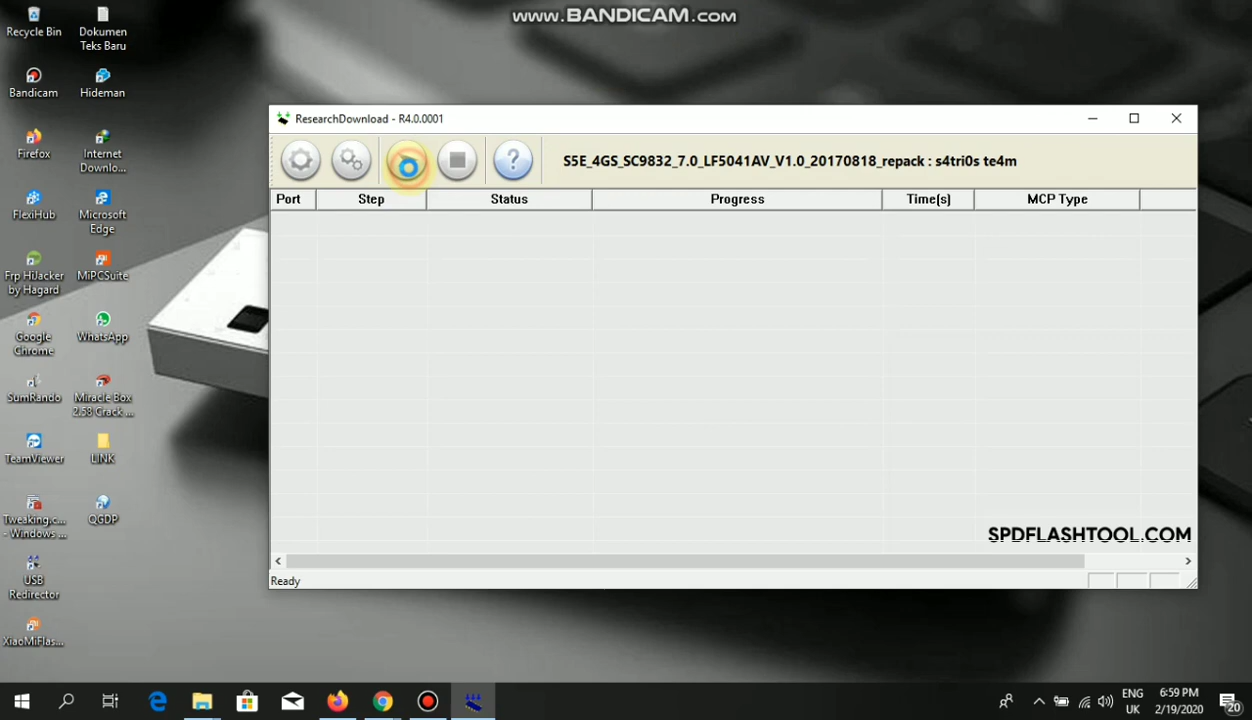 www.BANDICAM.com
Recycle Bin
Dokumen
Teks Baru
Bandicam
Hideman
Firefox
Internet
Downlo...
FlexiHub
Microsoft
Edge
Frp HiJacker
by Hagard
MiPCSuite
Google
Chrome
WhatsApp
SumRando
Miracle Box
2.58 Crack ...
TeamViewer
LINK
Tweaking.c...
- Windows ...
QGDP
USB
Redirector
XiaoMiFlas...
ResearchDownload - R4.0.0001
S5E_4GS_SC9832_7.0_LF5041AV_V1.0_20170818_repack : s4tri0s te4m
Port Step Status Progress Time(s) MCP Type
SPDFLASHTOOL.COM
Ready
ENG
UK
6:59 PM
2/19/2020
20